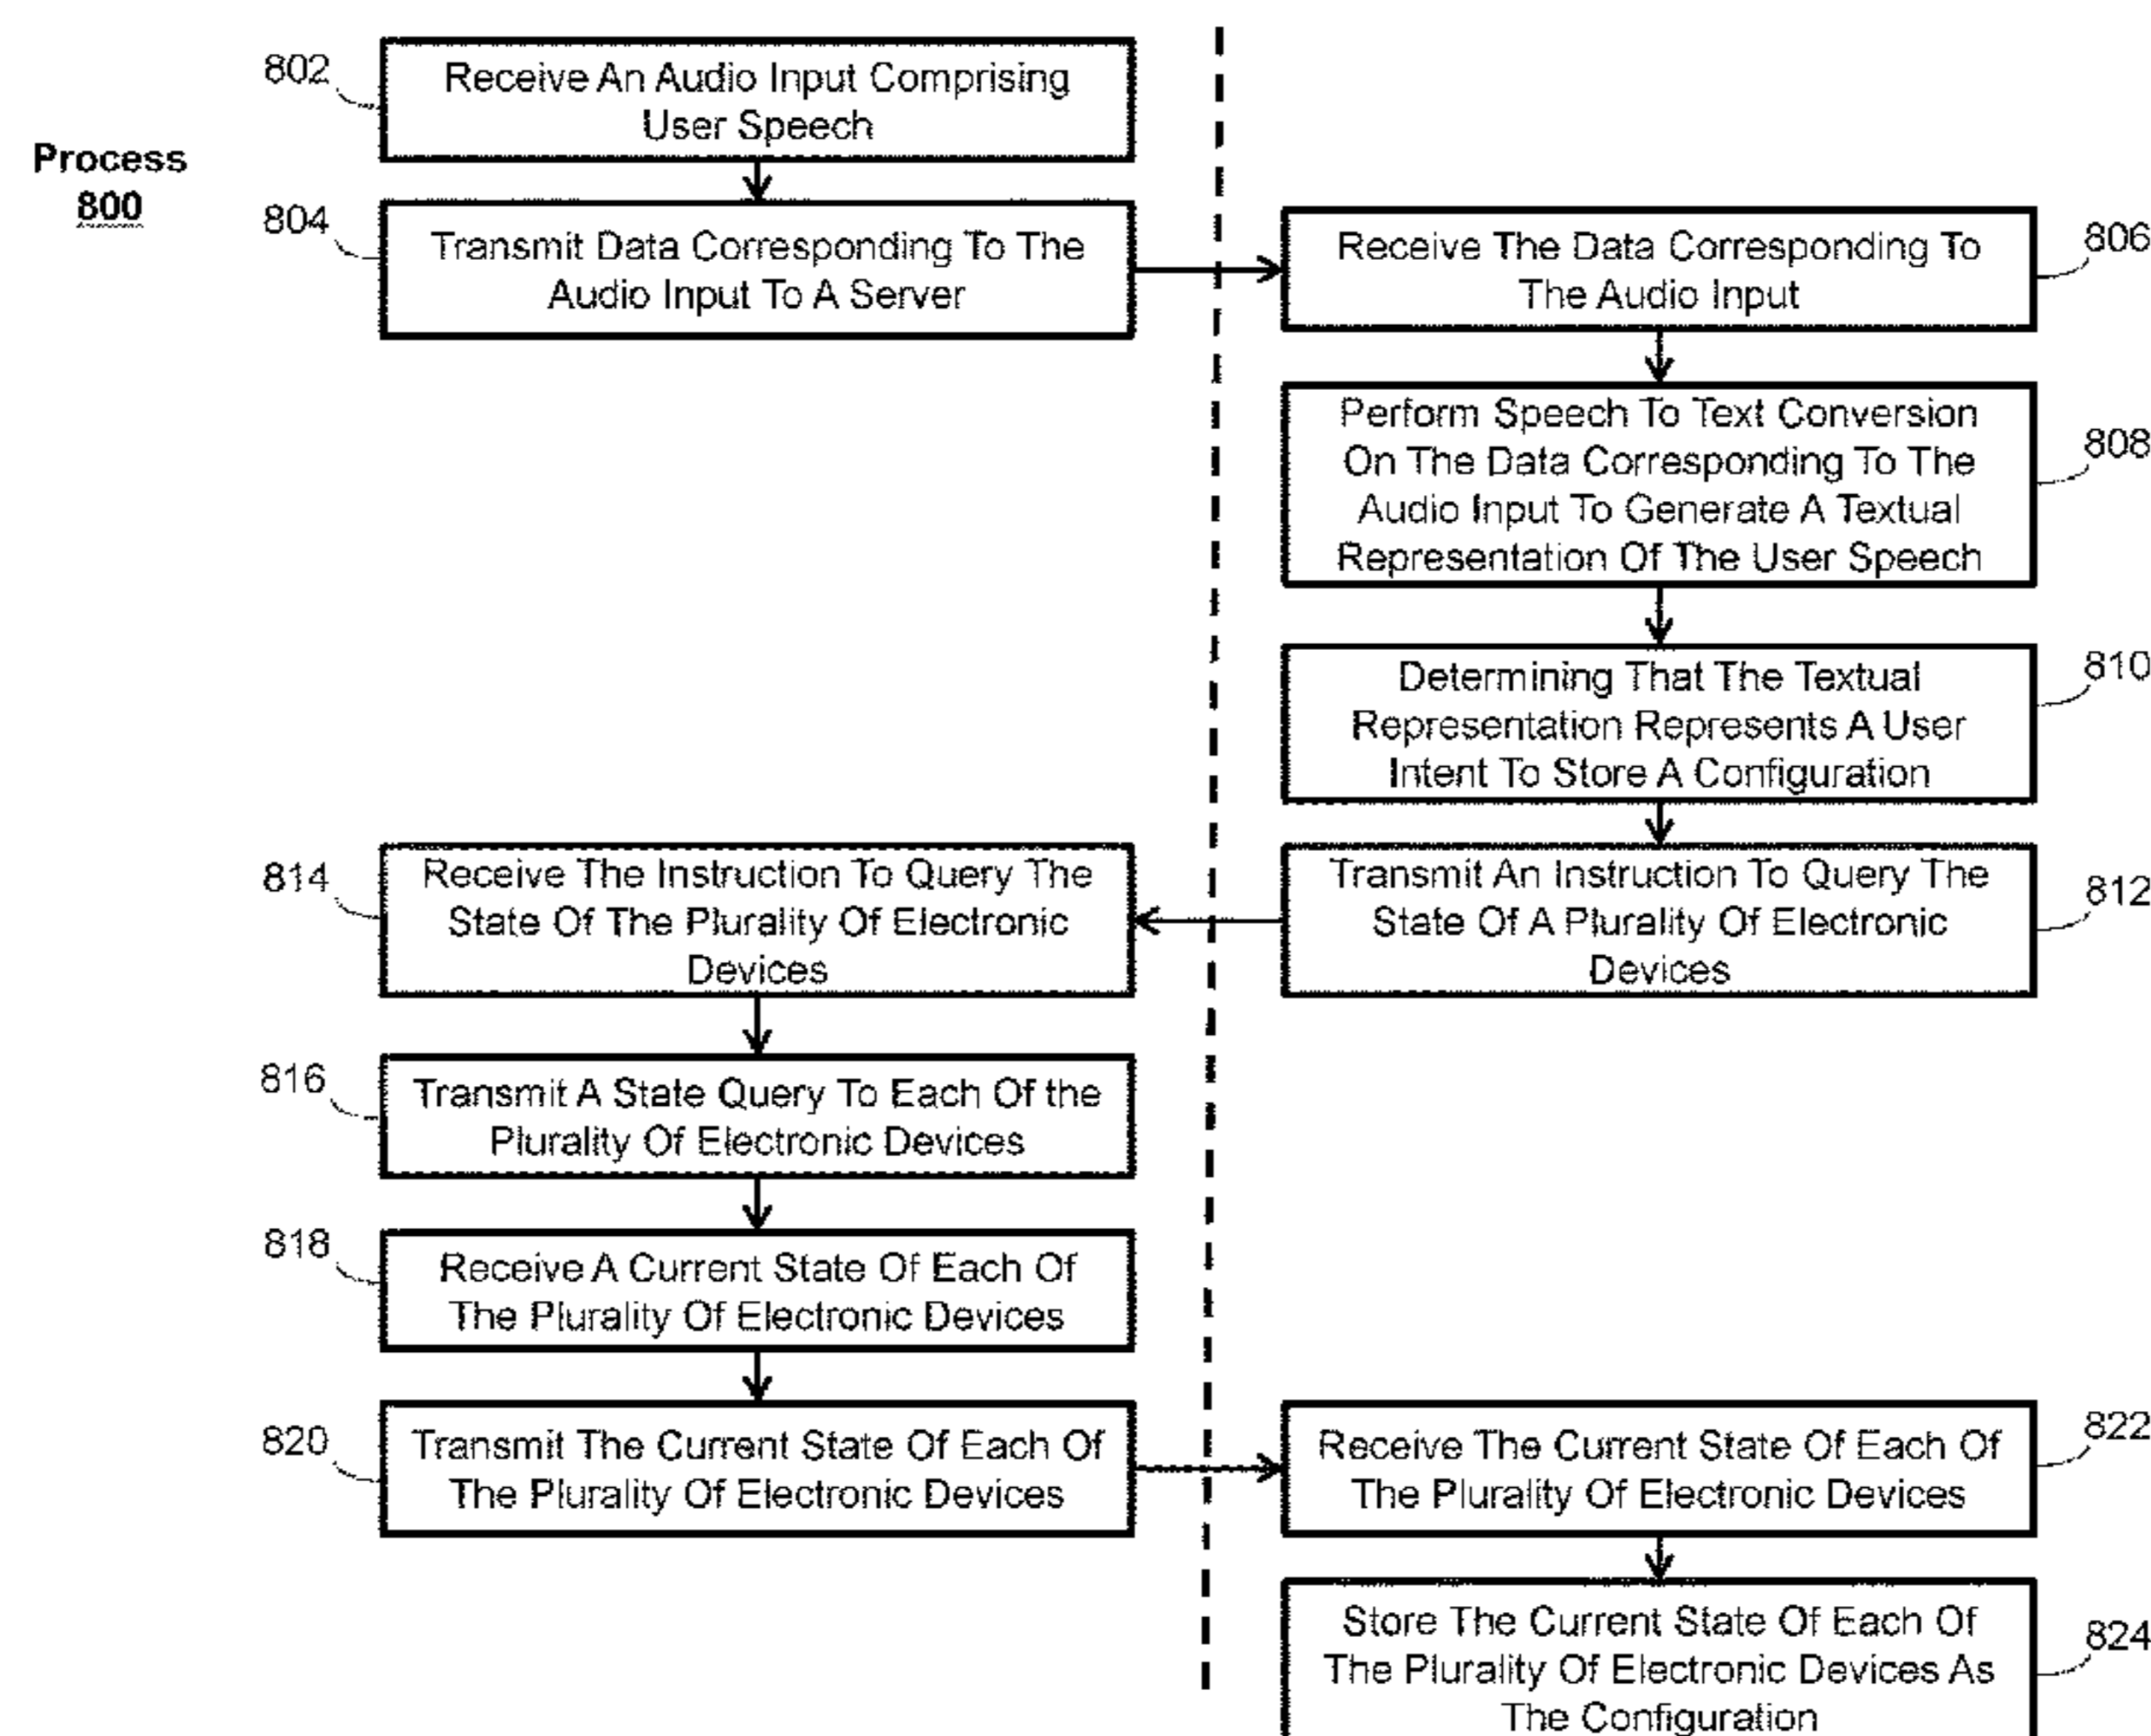 Process
800
802
Receive An Audio Input Comprising
User Speech
804
Transmit Data Corresponding To The
Audio Input To A Server
Receive The Data Corresponding To
The Audio Input
806
Perform Speech To Text Conversion
On The Data Corresponding To The
Audio Input To Generate A Textual
Representation Of The User Speech
808
Determining That The Textual
Representation Represents A User
Intent To Store A Configuration
810
Transmit An Instruction To Query The
State Of A Plurality Of Electronic
Devices
812
814
Receive The Instruction To Query The
State Of The Plurality Of Electronic
Devices
816
Transmit A State Query To Each Of the
Plurality Of Electronic Devices
818
Receive A Current State Of Each Of
The Plurality Of Electronic Devices
820
Transmit The Current State Of Each Of
The Plurality Of Electronic Devices
Receive The Current State Of Each Of
The Plurality Of Electronic Devices
822
Store The Current State Of Each Of
The Plurality Of Electronic Devices As
The Configuration
824